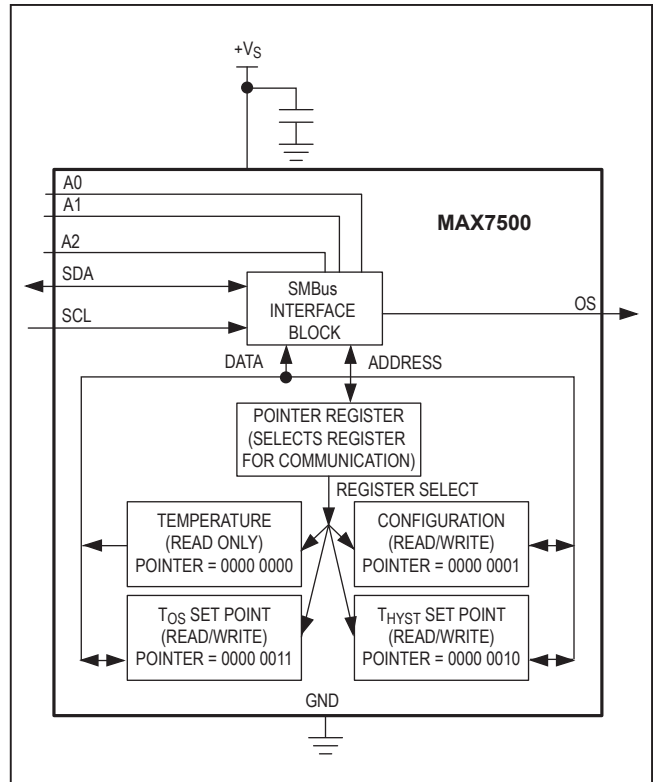 +VS
A0
A1
MAX7500
A2
SDA
SMBus
INTERFACE
BLOCK
OS
SCL
DATA
ADDRESS
POINTER REGISTER
(SELECTS REGISTER
FOR COMMUNICATION)
REGISTER SELECT
TEMPERATURE
(READ ONLY)
POINTER = 0000 0000
CONFIGURATION
(READ/WRITE)
POINTER = 0000 0001
TOS SET POINT
(READ/WRITE)
POINTER = 0000 0011
THYST SET POINT
(READ/WRITE)
POINTER = 0000 0010
GND